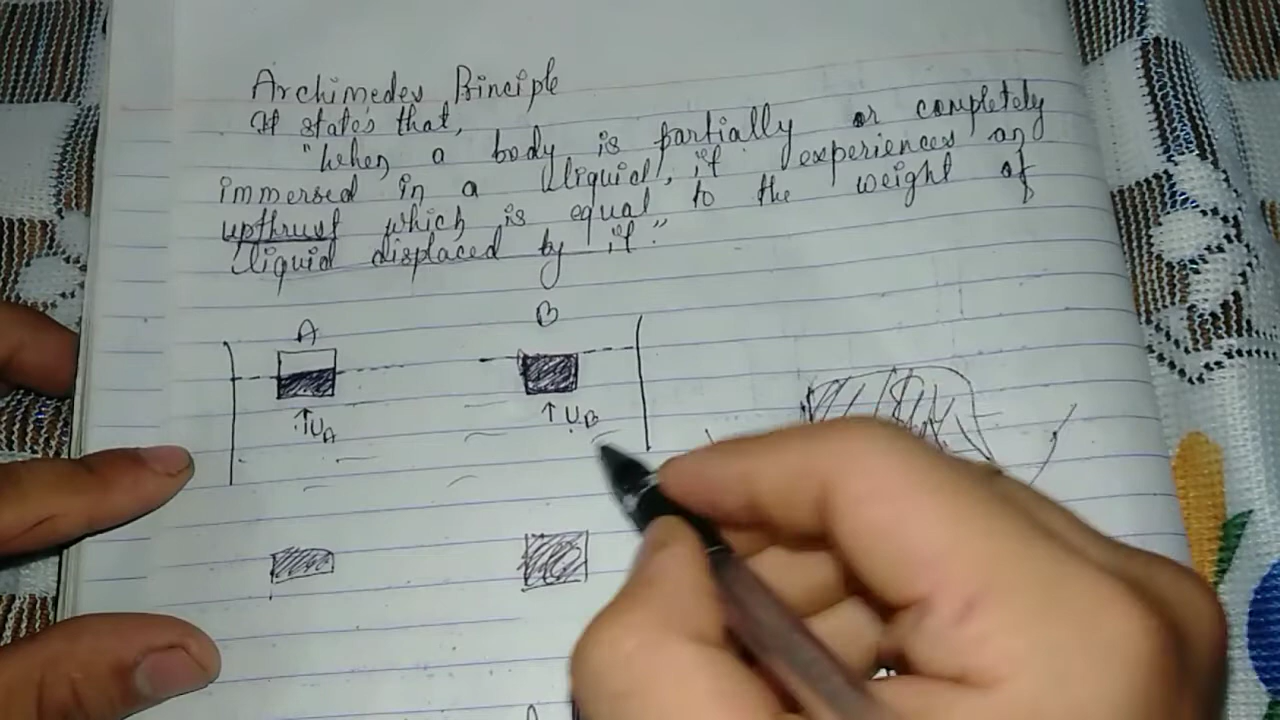 Archimedes Principle
It states that,
"When a body is partially or completely
immersed in a liquid, it experiences an
upthrust which is equal to the weight of
liquid displaced by it."
A
B
↑UA
↑UB